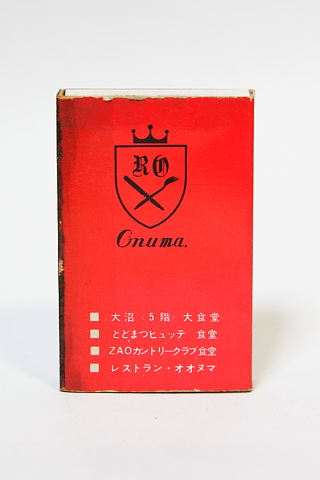 RO
Onuma.
■ 大沼〈5階〉大食堂
■ とどまつヒュッテ 食堂
■ ZAOカントリークラブ食堂
■ レストラン・オオヌマ